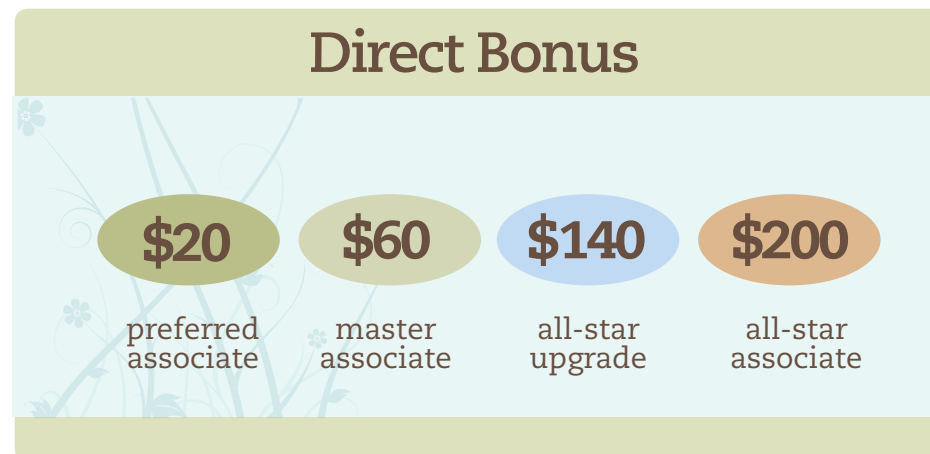 Direct Bonus
$20
$60
$140
$200
preferred
associate
master
associate
all-star
upgrade
all-star
associate